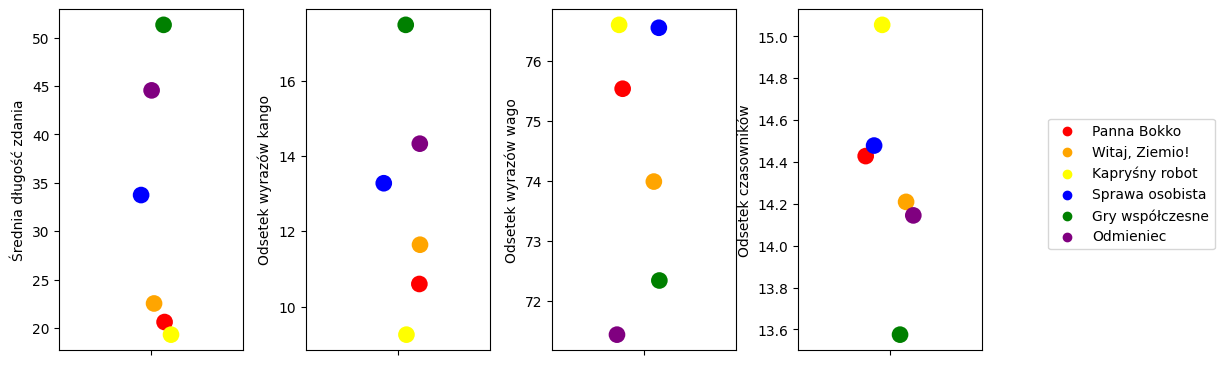 Średnia długość zdania
50
45
40
35
30
25
20
Odsetek wyrazów kango
16
14
12
10
Odsetek wyrazów wago
76
75
74
73
72
Odsetek czasowników
15.0
14.8
14.6
14.4
14.2
14.0
13.8
13.6
Panna Bokko
Witaj, Ziemio!
Kapryśny robot
Sprawa osobista
Gry współczesne
Odmieniec